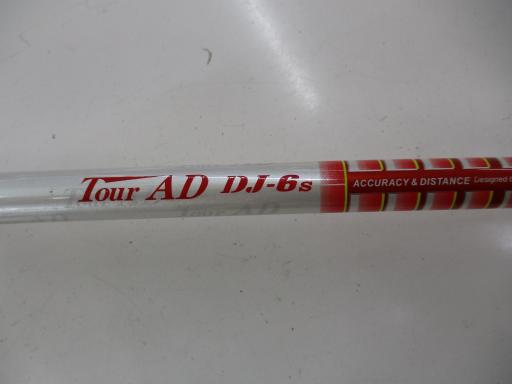 Tour AD DJ-6s
ACCURACY & DISTANCE Designed